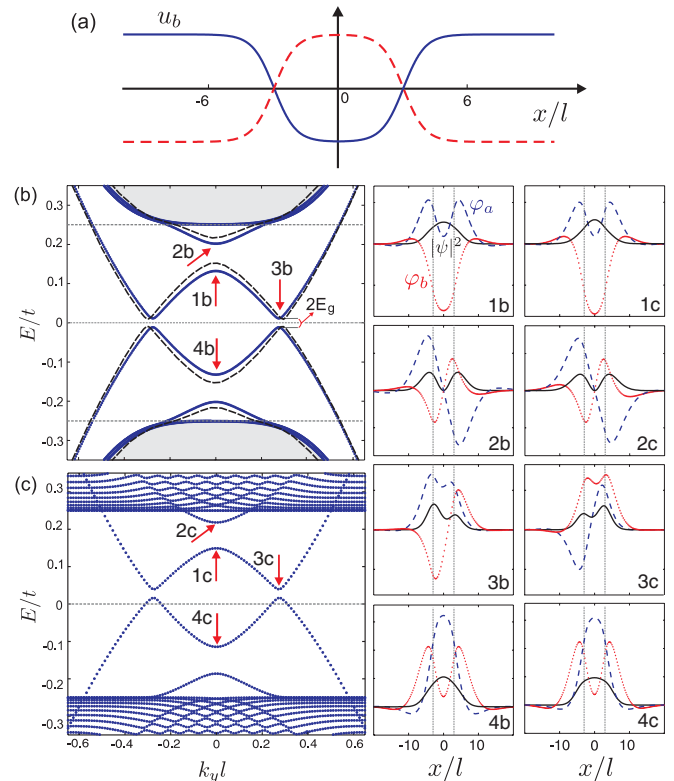 (a)
u_b
-6
0
6
x/l
(b)
E/t
0.3
0.2
0.1
0
-0.1
-0.2
-0.3
2b
3b
1b
2E_g
4b
φ_a
|ψ|^2
φ_b
1b
1c
2b
2c
(c)
E/t
0.3
0.2
0.1
0
-0.1
-0.2
-0.3
2c
3c
1c
4c
-0.6
-0.4
-0.2
0
0.2
0.4
0.6
k_y l
3b
3c
4b
4c
-10
0
10
20
-10
0
10
20
x/l
x/l